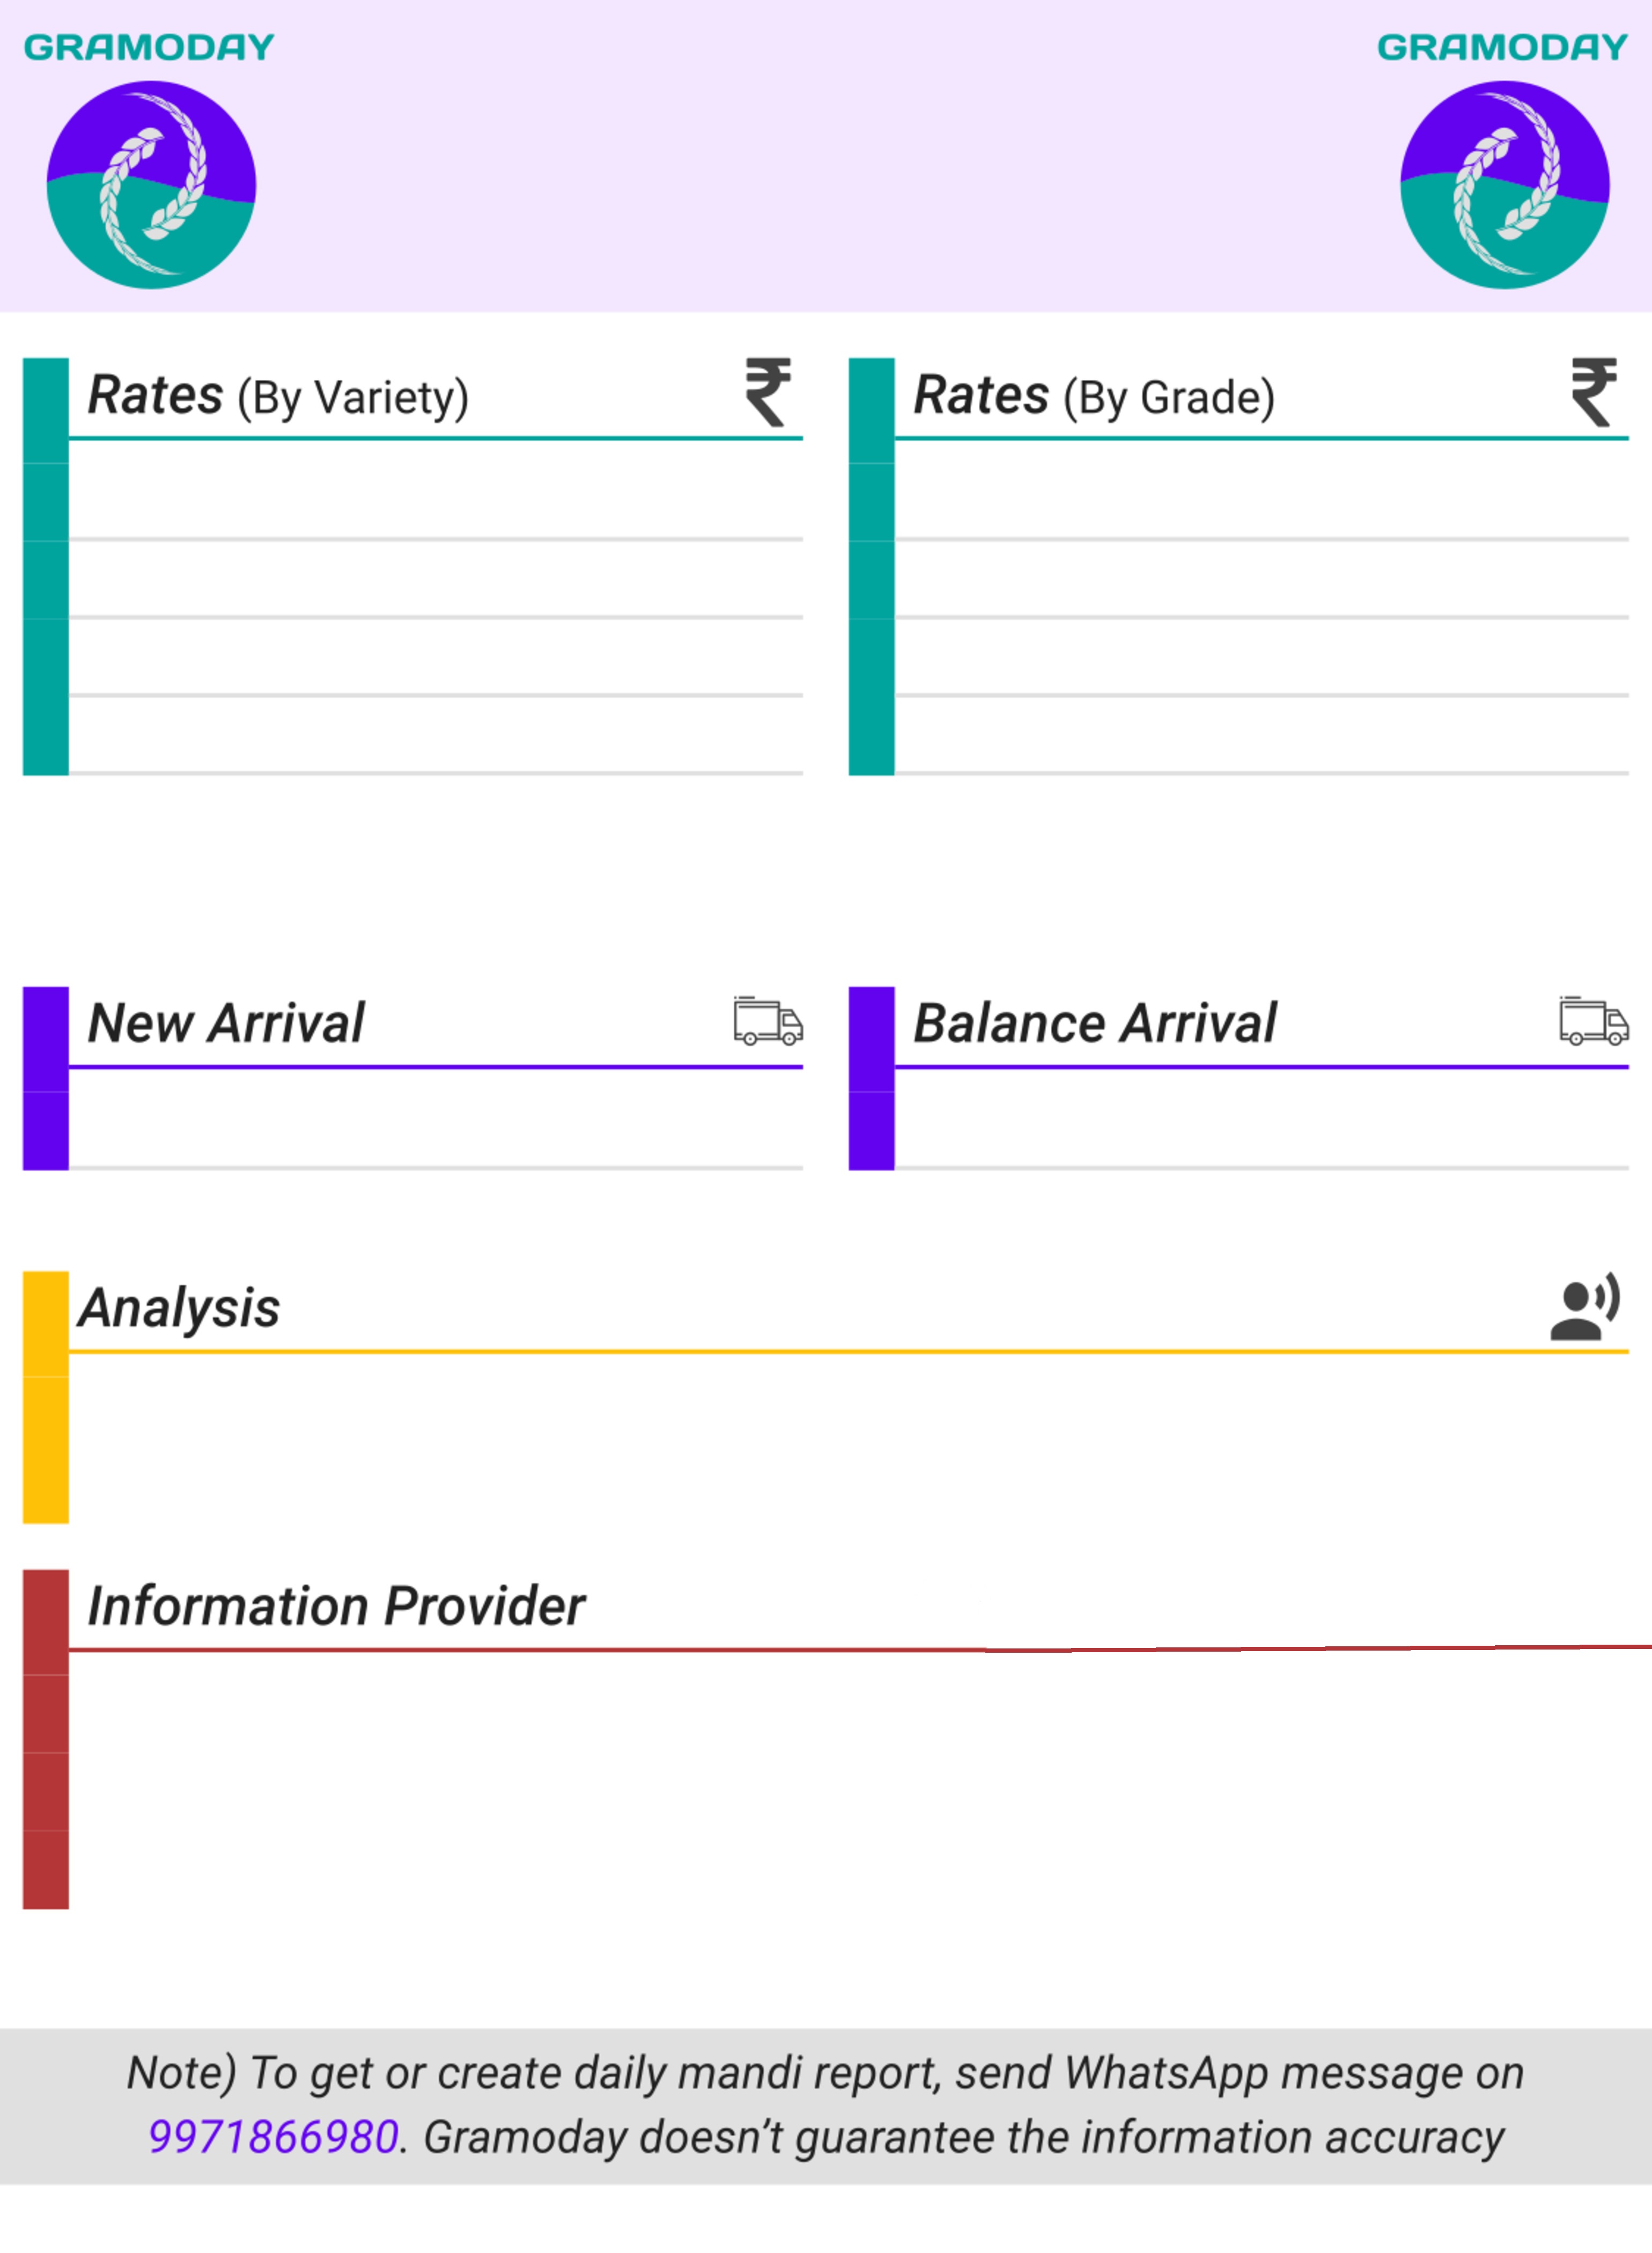 GRAMODAY GRAMODAY
Rates (By Variety) ₹
Rates (By Grade) ₹
New Arrival
Balance Arrival
Analysis
Information Provider
Note) To get or create daily mandi report, send WhatsApp message on
9971866980. Gramoday doesn’t guarantee the information accuracy